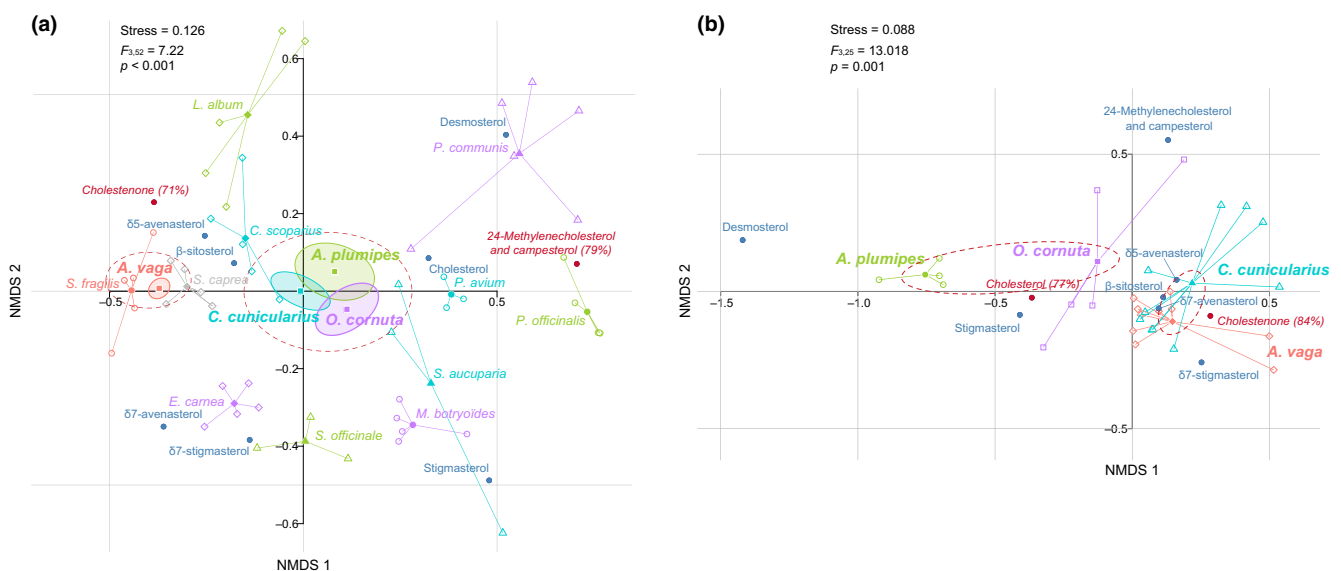 (a)
Stress = 0.126
F3,52 = 7.22
p < 0.001
0.6
L. album
0.4
Desmosterol
P. communis
Cholestenone (71%)
0.2
δ5-avenasterol
C. scoparius
β-sitosterol
A. plumipes
24-Methylenecholesterol
and campesterol (79%)
A. vaga
Cholesterol
S. fragilis
S. caprea
P. avium
−0.5
0.5
C. cunicularius
O. cornuta
P. officinalis
−0.2
S. aucuparia
E. carnea
M. botryoïdes
δ7-avenasterol
S. officinale
δ7-stigmasterol
−0.4
Stigmasterol
−0.6
NMDS 1
NMDS 2
(b)
Stress = 0.088
F3,25 = 13.018
p = 0.001
24-Methylenecholesterol
and campesterol
0.5
Desmosterol
O. cornuta
δ5-avenasterol
A. plumipes
C. cunicularius
Cholesterol (77%)
β-sitosterol
−1.5
−1.0
−0.5
0.5
δ7-avenasterol
Stigmasterol
Cholestenone (84%)
A. vaga
δ7-stigmasterol
−0.5
NMDS 1
NMDS 2